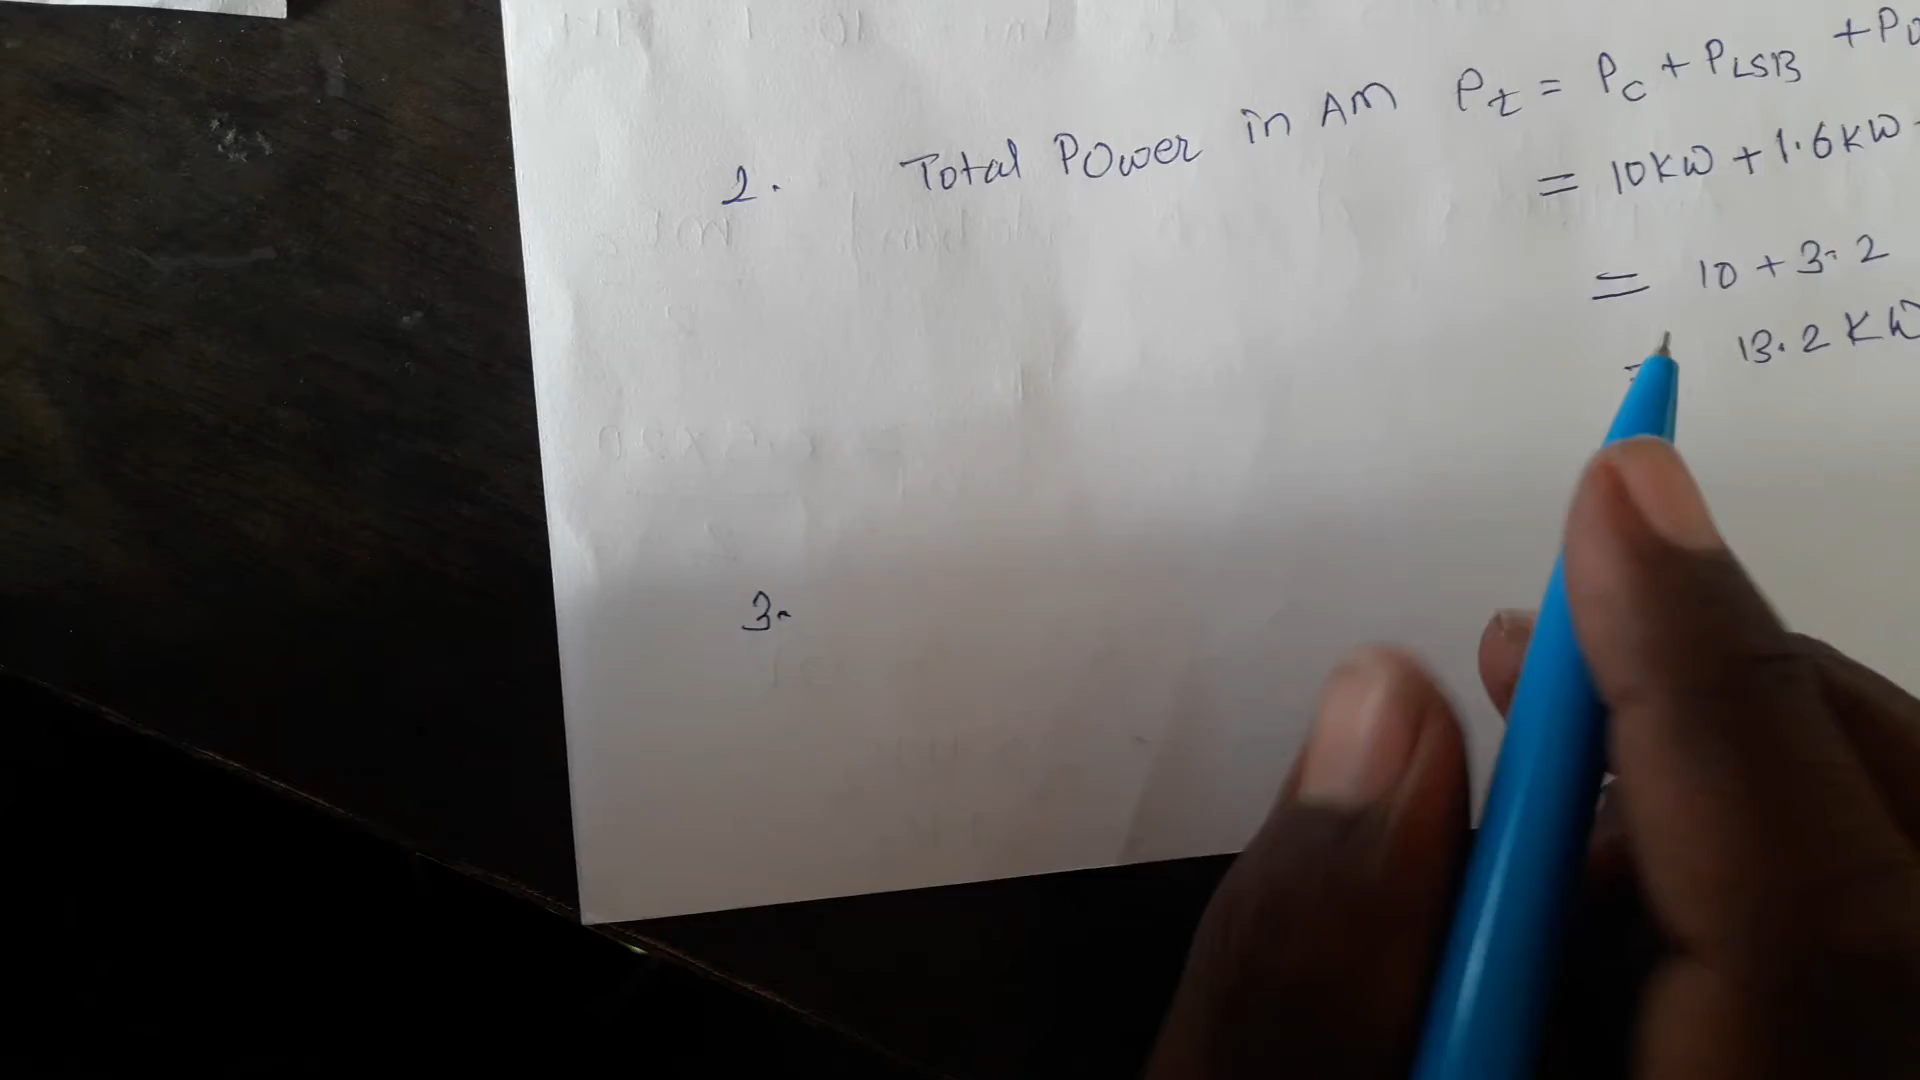 2. Total Power in AM Pt = Pc + PLSB +
= 10KW + 1.6KW
= 10 + 3.2
= 13.2 KW
3.